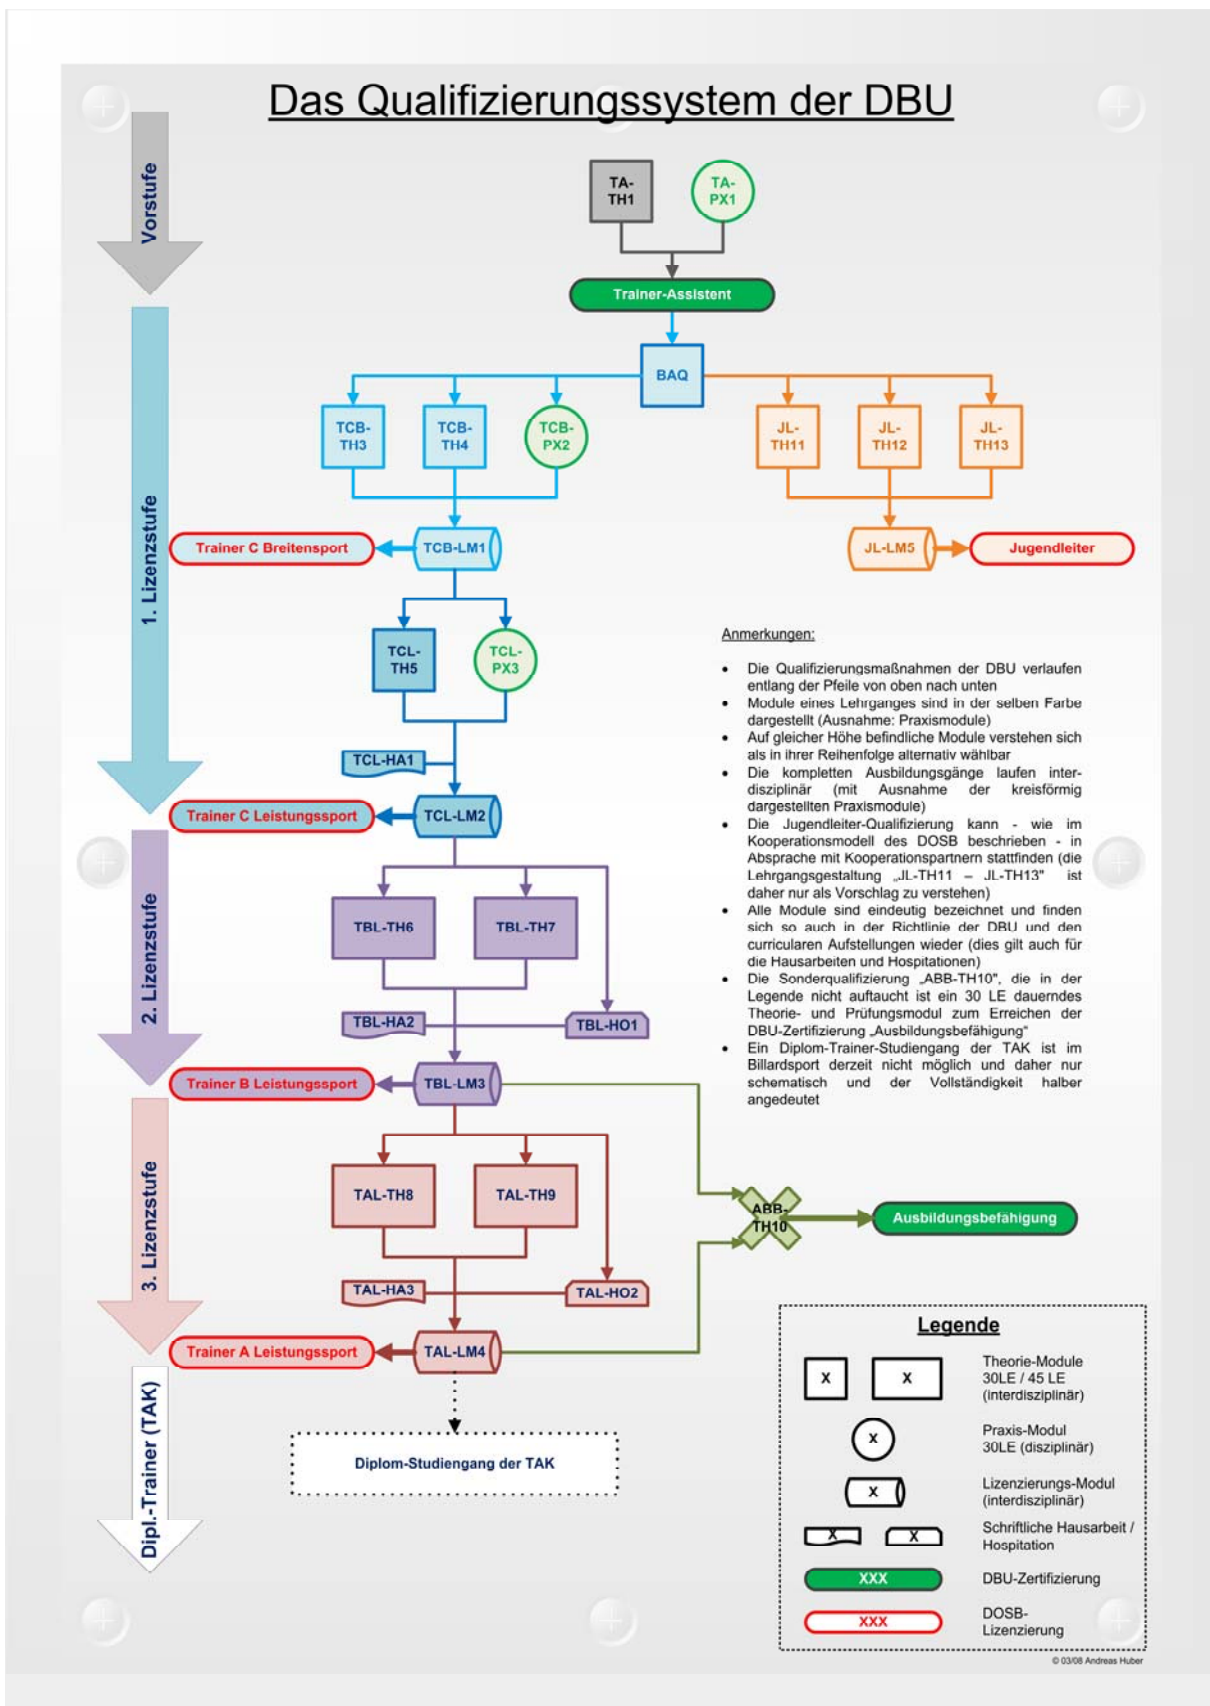 Das Qualifizierungssystem der DBU
Vorstufe
TA-
TH1
TA-
PX1
Trainer-Assistent
1. Lizenzstufe
BAQ
TCB-
TH3
TCB-
TH4
TCB-
PX2
JL-
TH11
JL-
TH12
JL-
TH13
Trainer C Breitensport
TCB-LM1
JL-LM5
Jugendleiter
TCL-
TH5
TCL-
PX3
TCL-HA1
Trainer C Leistungssport
TCL-LM2
Anmerkungen:
• Die Qualifizierungsmaßnahmen der DBU verlaufen
entlang der Pfeile von oben nach unten
• Module eines Lehrganges sind in der selben Farbe
dargestellt (Ausnahme: Praxismodule)
• Auf gleicher Höhe befindliche Module verstehen sich
als in ihrer Reihenfolge alternativ wählbar
• Die kompletten Ausbildungsgänge laufen inter-
disziplinär (mit Ausnahme der kreisförmig
dargestellten Praxismodule)
• Die Jugendleiter-Qualifizierung kann - wie im
Kooperationsmodell des DOSB beschrieben - in
Absprache mit Kooperationspartnern stattfinden (die
Lehrgangsgestaltung „JL-TH11 – JL-TH13" ist
daher nur als Vorschlag zu verstehen)
• Alle Module sind eindeutig bezeichnet und finden
sich so auch in der Richtlinie der DBU und den
curricularen Aufstellungen wieder (dies gilt auch für
die Hausarbeiten und Hospitationen)
• Die Sonderqualifizierung „ABB-TH10", die in der
Legende nicht auftaucht ist ein 30 LE dauerndes
Theorie- und Prüfungsmodul zum Erreichen der
DBU-Zertifizierung „Ausbildungsbefähigung"
• Ein Diplom-Trainer-Studiengang der TAK ist im
Billardsport derzeit nicht möglich und daher nur
schematisch und der Vollständigkeit halber
angedeutet
2. Lizenzstufe
TBL-TH6
TBL-TH7
TBL-HA2
TBL-HO1
Trainer B Leistungssport
TBL-LM3
3. Lizenzstufe
TAL-TH8
TAL-TH9
ABB-
TH10
Ausbildungsbefähigung
TAL-HA3
TAL-HO2
Trainer A Leistungssport
TAL-LM4
Dipl.-Trainer (TAK)
Diplom-Studiengang der TAK
Legende
X
X
Theorie-Module
30LE / 45 LE
(interdisziplinär)
X
Praxis-Modul
30LE (disziplinär)
X
Lizenzierungs-Modul
(interdisziplinär)
X
X
Schriftliche Hausarbeit /
Hospitation
XXX
DBU-Zertifizierung
XXX
DOSB-
Lizenzierung
© 03/08 Andreas Huber